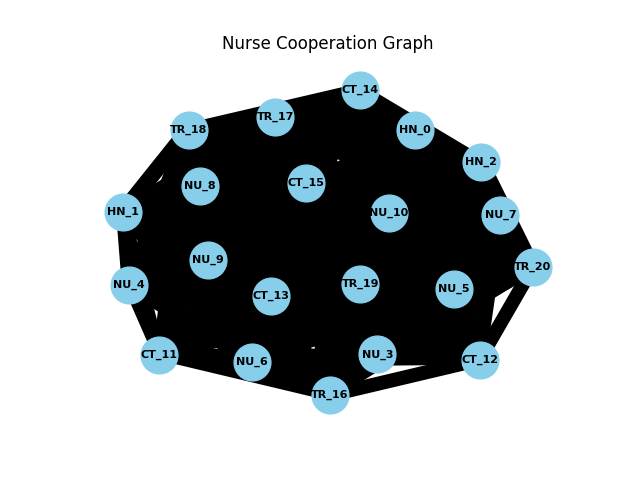 Nurse Cooperation Graph
CT_14
TR_17
TR_18
HN_0
HN_2
CT_15
NU_8
HN_1
NU_10
NU_7
NU_9
TR_20
NU_4
TR_19
NU_5
CT_13
CT_11
NU_3
CT_12
NU_6
TR_16